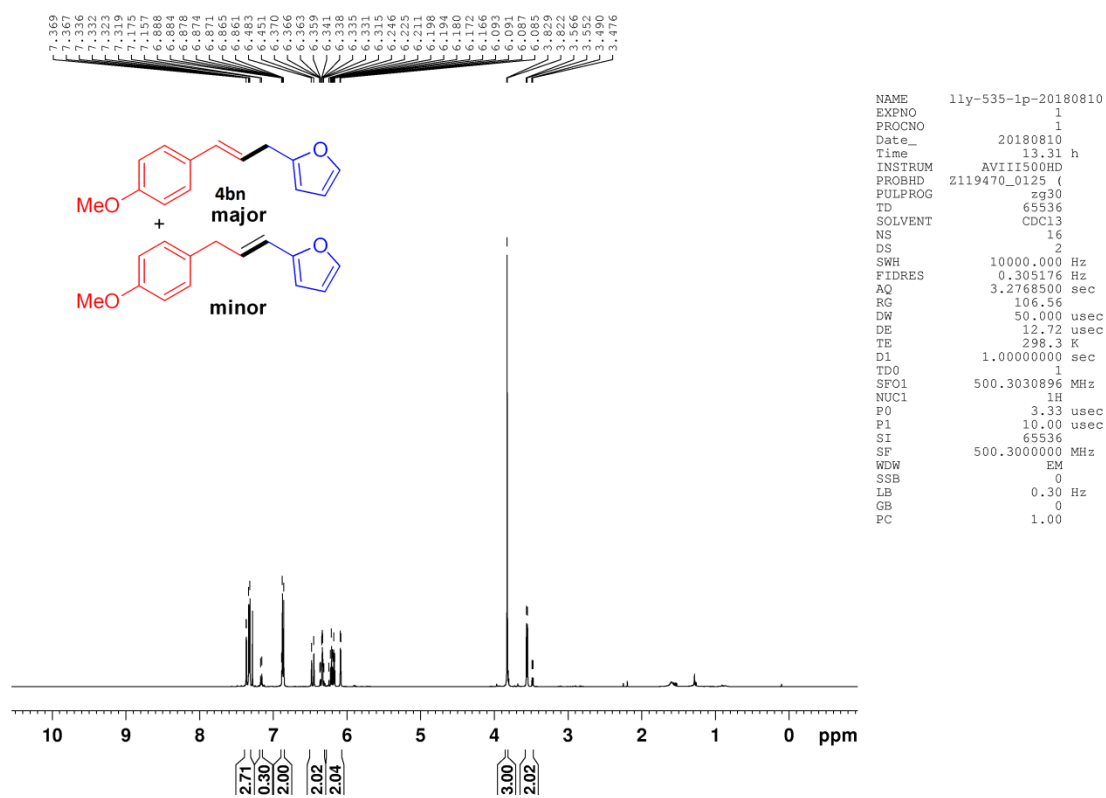 7.369
7.367
7.336
7.332
7.323
7.319
7.175
7.157
6.888
6.884
6.878
6.874
6.871
6.865
6.861
6.483
6.451
6.370
6.366
6.363
6.359
6.341
6.338
6.335
6.331
6.315
6.246
6.225
6.211
6.198
6.194
6.180
6.172
6.166
6.093
6.091
6.087
6.085
3.829
3.822
3.566
3.552
3.490
3.476
NAME lly-535-1p-20180810
EXPNO 1
PROCNO 1
Date_ 20180810
Time 13.31 h
INSTRUM AVIII500HD
PROBHD Z119470_0125 (
PULPROG zg30
TD 65536
SOLVENT CDCl3
NS 16
DS 2
SWH 10000.000 Hz
FIDRES 0.305176 Hz
AQ 3.2768500 sec
RG 106.56
DW 50.000 usec
DE 12.72 usec
TE 298.3 K
D1 1.00000000 sec
TD0 1
SFO1 500.3030896 MHz
NUC1 1H
P0 3.33 usec
P1 10.00 usec
SI 65536
SF 500.3000000 MHz
WDW EM
SSB 0
LB 0.30 Hz
GB 0
PC 1.00
O
MeO
4bn
major
+
O
MeO
minor
10 9 8 7 6 5 4 3 2 1 0 ppm
2.71 0.30 2.00 2.02 2.04 3.00 2.02